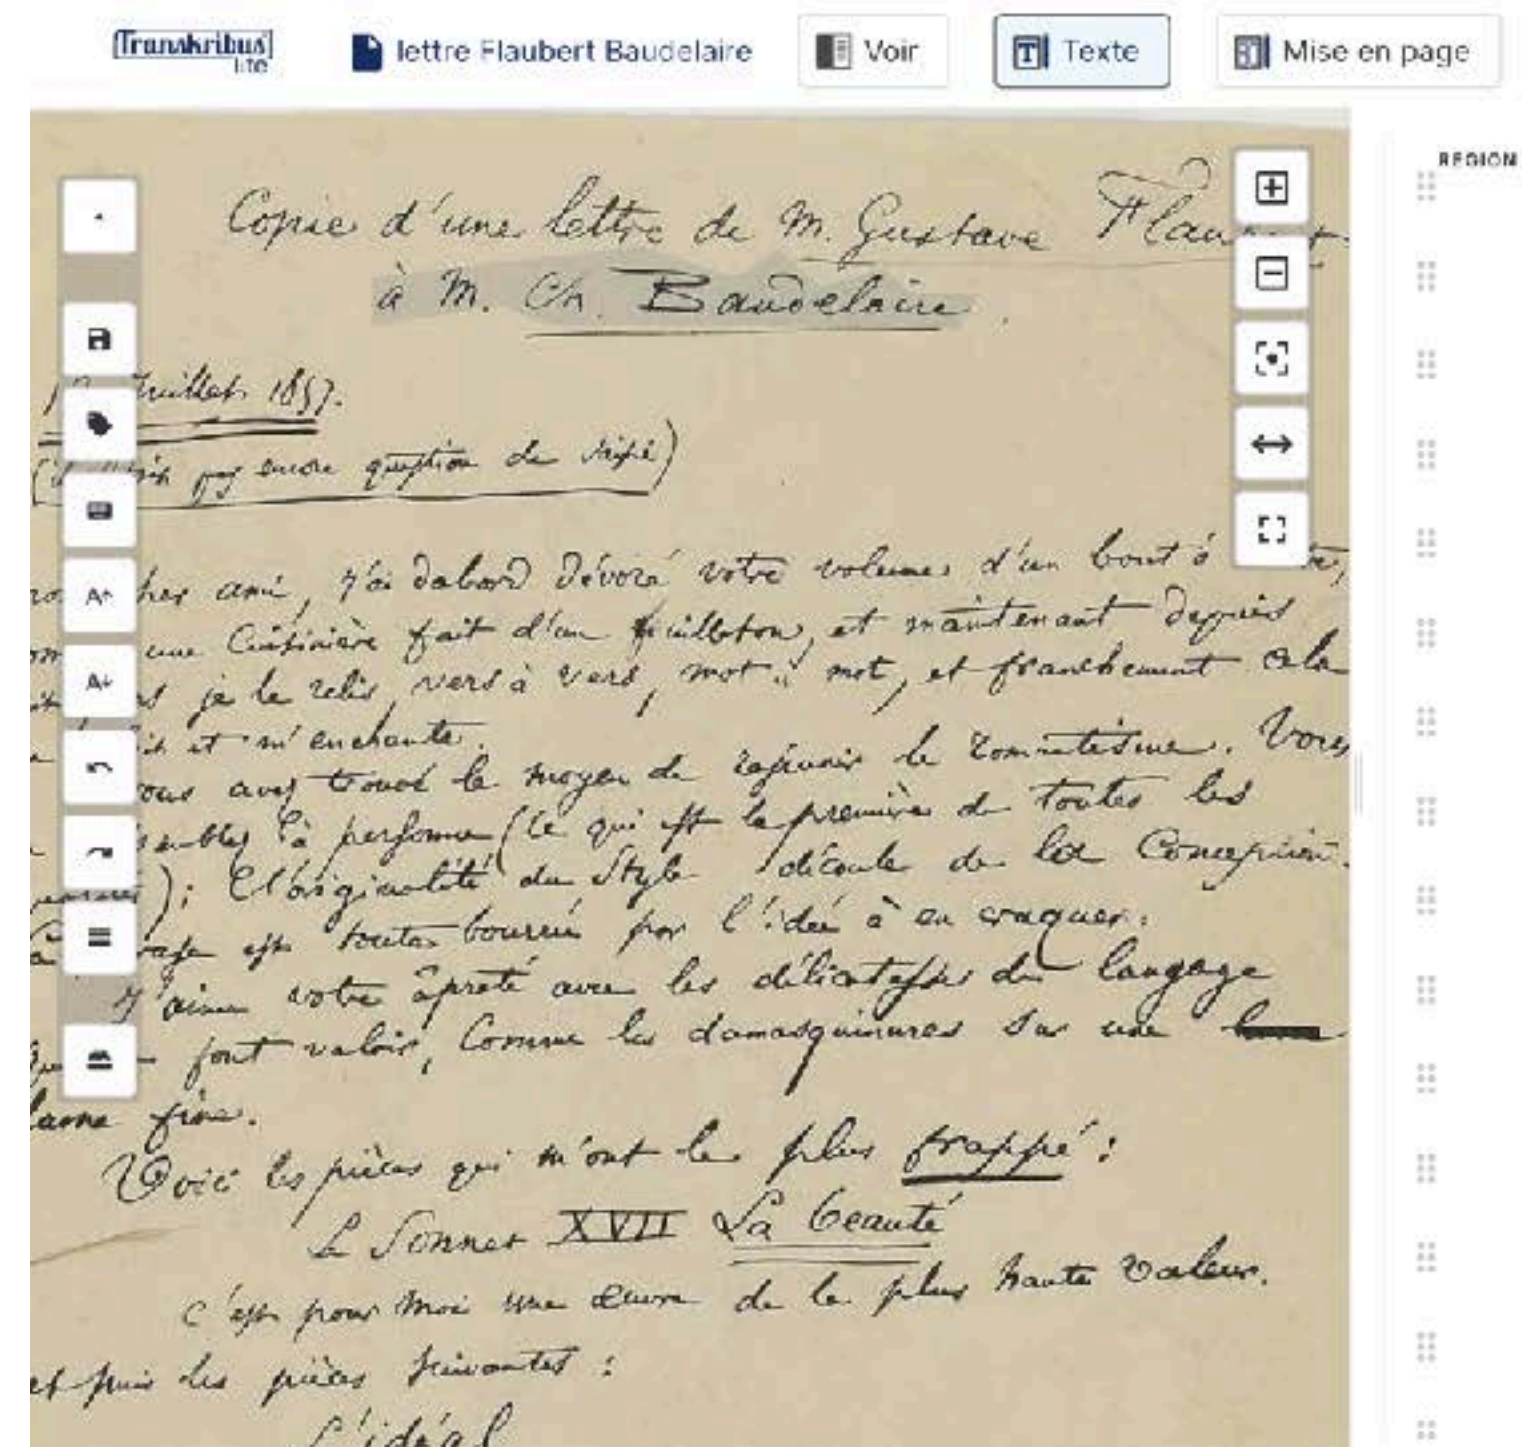 Transkribus
lite
lettre Flaubert Baudelaire
Voir
Texte
Mise en page
REGION
Copie d'une lettre de M. Gustave
à M. Ch. Baudelaire.
Juillet 1857.
pas encore question de saisie)
ami, j'ai dabord dévoré votre volume d'un bout à
une Cuisinière fait d'un feuilleton, et maintenant depuis
je le relis, vers à vers, mot à mot, et franchement cela
et m'enchante.
avez trouvé le moyen de rajeunir le romantisme. Vous
à personne (ce qui est la première de toutes les
); l'originalité du Style découle de la Conception.
est toute bourrée par l'idée à en craquer.
J'aime votre âpreté avec les délicatesses du langage
font valoir, Comme les damasquinures sur une
lame fine.
Voici les pièces qui m'ont le plus frappé :
Le Sonnet XVII La beauté
c'est pour moi une œuvre de la plus haute valeur.
et puis les pièces suivantes :
L'idéal